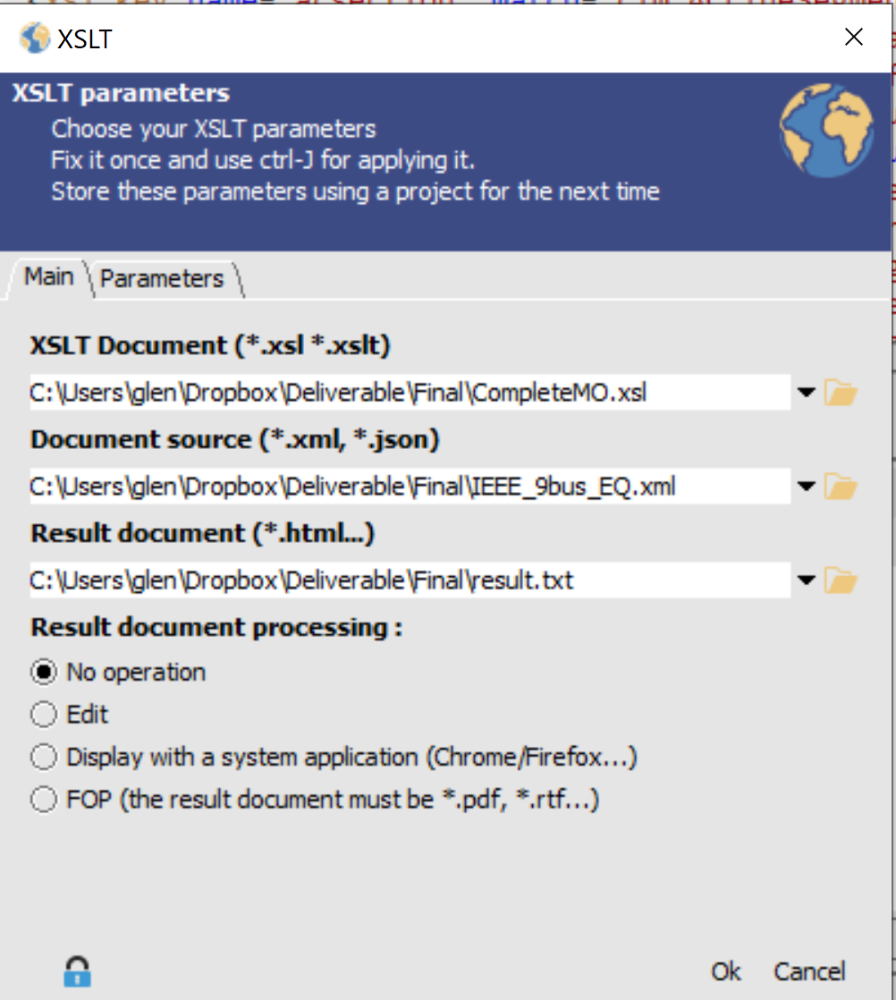 XSLT
XSLT parameters
Choose your XSLT parameters
Fix it once and use ctrl-J for applying it.
Store these parameters using a project for the next time
Main
Parameters
XSLT Document (*.xsl *.xslt)
C:\Users\glen\Dropbox\Deliverable\Final\CompleteMO.xsl
Document source (*.xml, *.json)
C:\Users\glen\Dropbox\Deliverable\Final\IEEE_9bus_EQ.xml
Result document (*.html...)
C:\Users\glen\Dropbox\Deliverable\Final\result.txt
Result document processing :
No operation
Edit
Display with a system application (Chrome/Firefox...)
FOP (the result document must be *.pdf, *.rtf...)
Ok Cancel